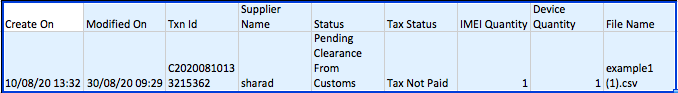 Create On Modified On Txn Id Supplier Name Status Tax Status IMEI Quantity Device Quantity File Name
10/08/20 13:32 30/08/20 09:29 C20200810133215362 sharad Pending Clearance From Customs Tax Not Paid 1 1 example1 (1).csv